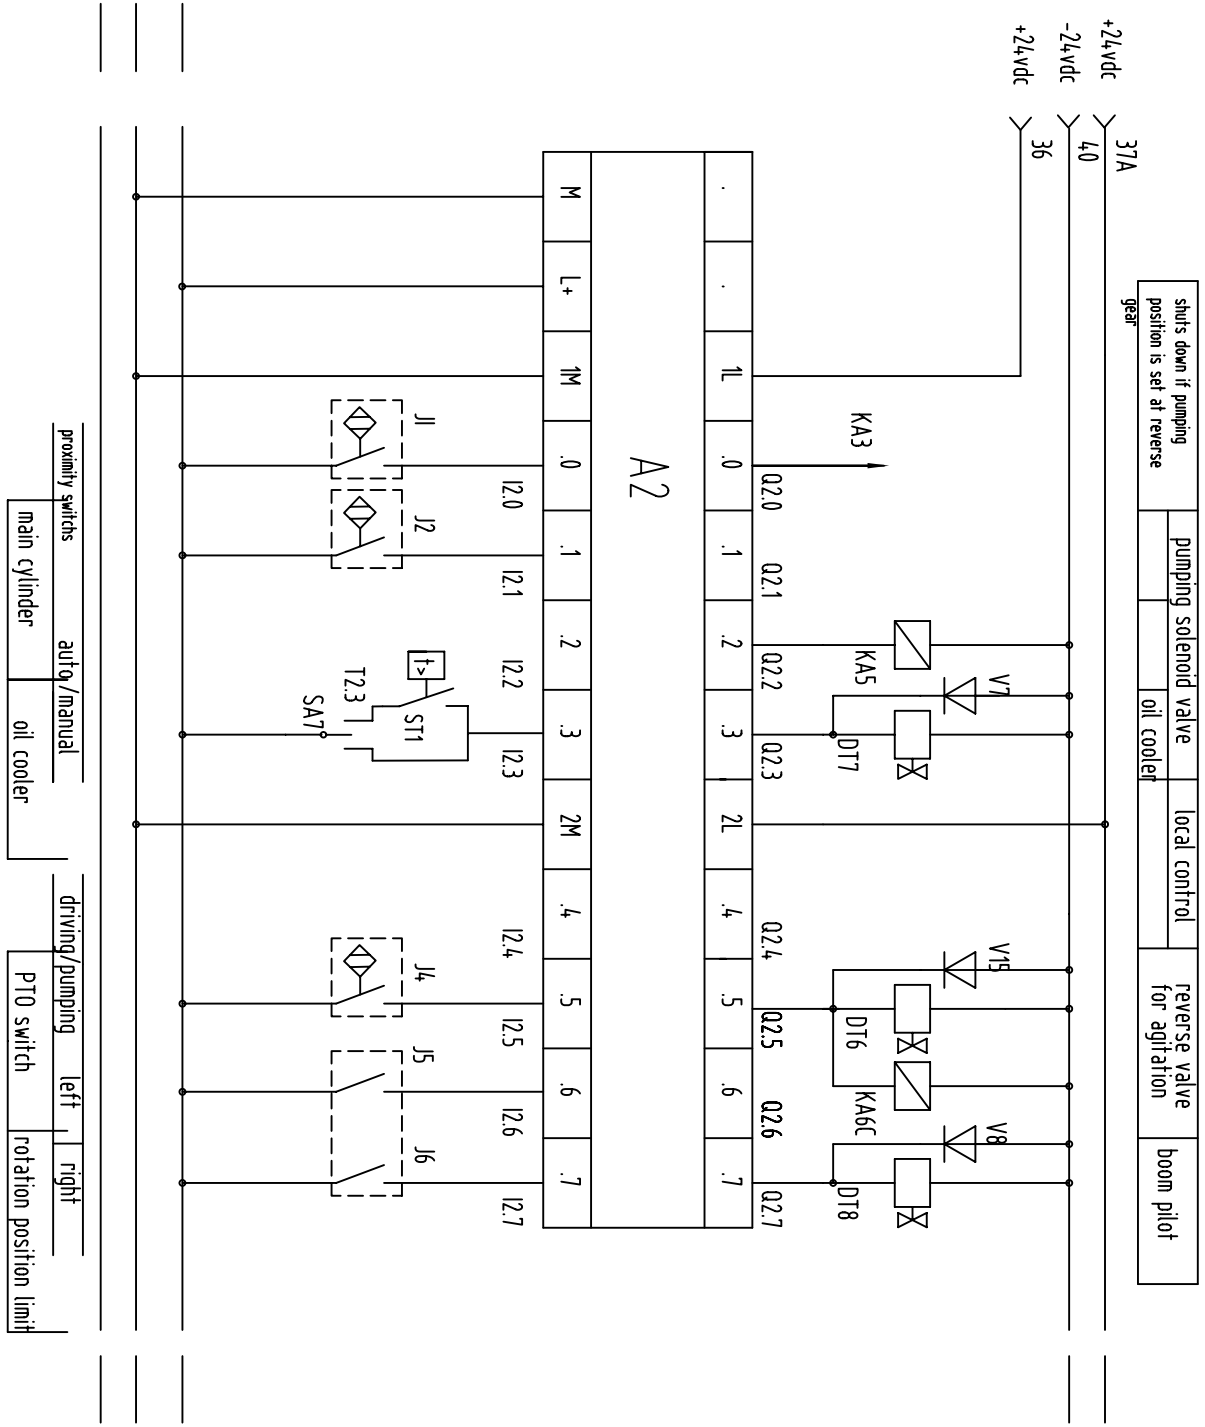 +24vdc
-24vdc
+24vdc
37A
40
36
shuts down if pumping
position is set at reverse
gear
pumping solenoid valve
oil cooler
local control
reverse valve
for agitation
boom pilot
KA3
KA5
V7
DT7
V15
DT6
KA6C
V8
DT8
Q2.0
Q2.1
Q2.2
Q2.3
Q2.4
Q2.5
Q2.6
Q2.7
. . 1L .0 .1 .2 .3 2L .4 .5 .6 .7
A2
M L+ 1M .0 .1 .2 .3 2M .4 .5 .6 .7
I2.0
I2.1
I2.2
I2.3
I2.4
I2.5
I2.6
I2.7
J1
J2
t>
ST1
T2.3
SA7
J4
J5
J6
proximity switchs
auto/manual
driving/pumping
left
right
main cylinder
oil cooler
PTO switch
rotation position limit